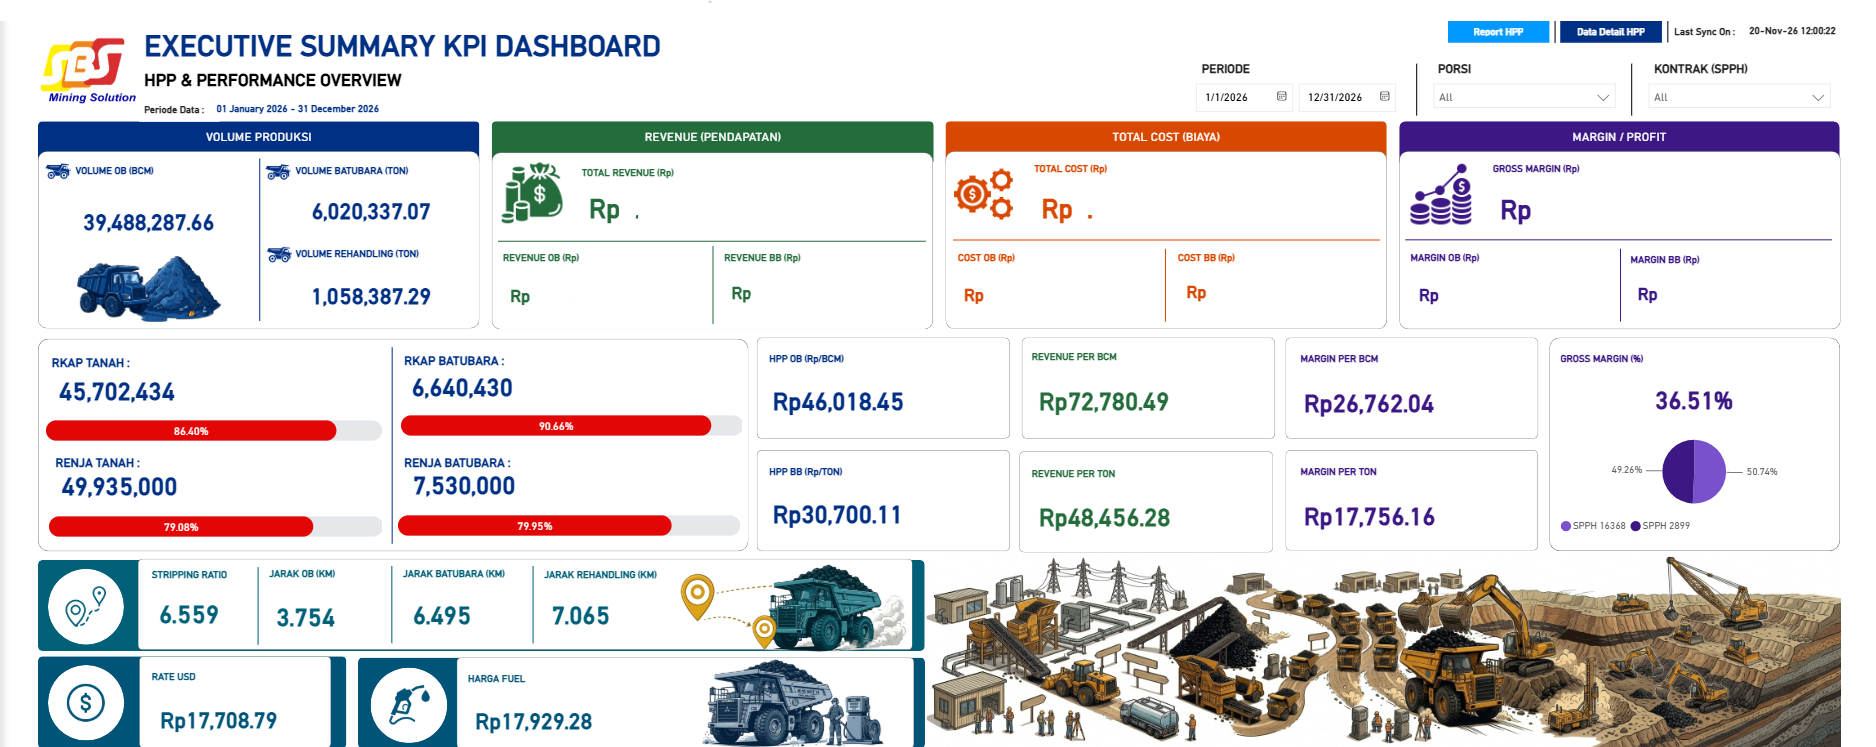 EXECUTIVE SUMMARY KPI DASHBOARD
HPP & PERFORMANCE OVERVIEW
SBS
Mining Solution
Periode Data : 01 January 2026 - 31 December 2026
Report HPP
Data Detail HPP
Last Sync On : 20-Nov-26 12:00:22
PERIODE
1/1/2026
12/31/2026
PORSI
All
KONTRAK (SPPH)
All
VOLUME PRODUKSI
VOLUME OB (BCM)
39,488,287.66
VOLUME BATUBARA (TON)
6,020,337.07
VOLUME REHANDLING (TON)
1,058,387.29
REVENUE (PENDAPATAN)
TOTAL REVENUE (Rp)
Rp .
REVENUE OB (Rp)
Rp
REVENUE BB (Rp)
Rp
TOTAL COST (BIAYA)
TOTAL COST (Rp)
Rp .
COST OB (Rp)
Rp
COST BB (Rp)
Rp
MARGIN / PROFIT
GROSS MARGIN (Rp)
Rp
MARGIN OB (Rp)
Rp
MARGIN BB (Rp)
Rp
RKAP TANAH :
45,702,434
86.40%
RENJA TANAH :
49,935,000
79.08%
RKAP BATUBARA :
6,640,430
90.66%
RENJA BATUBARA :
7,530,000
79.95%
HPP OB (Rp/BCM)
Rp46,018.45
REVENUE PER BCM
Rp72,780.49
MARGIN PER BCM
Rp26,762.04
HPP BB (Rp/TON)
Rp30,700.11
REVENUE PER TON
Rp48,456.28
MARGIN PER TON
Rp17,756.16
GROSS MARGIN (%)
36.51%
49.26%
50.74%
SPPH 16368 SPPH 2899
STRIPPING RATIO
6.559
JARAK OB (KM)
3.754
JARAK BATUBARA (KM)
6.495
JARAK REHANDLING (KM)
7.065
RATE USD
Rp17,708.79
HARGA FUEL
Rp17,929.28